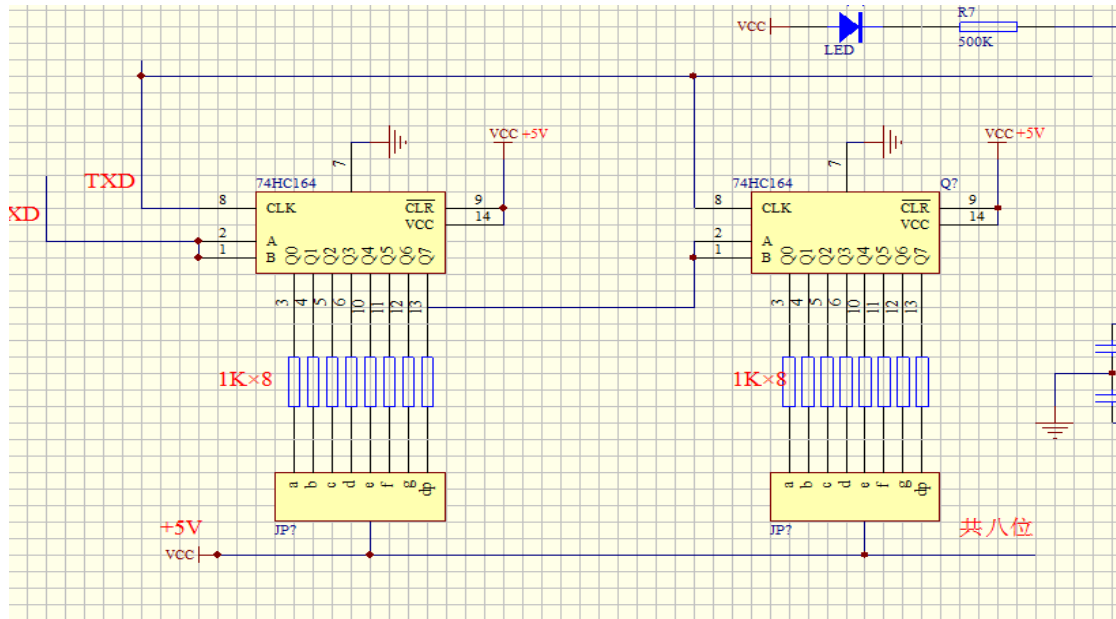 R7
VCC
LED
500K
VCC +5V
VCC +5V
7
7
TXD
74HC164
74HC164
Q?
XD
8
CLK
CLR
9
VCC
14
2
A
1
B
Q0 Q1 Q2 Q3 Q4 Q5 Q6 Q7
8
CLK
CLR
9
VCC
14
2
A
1
B
Q0 Q1 Q2 Q3 Q4 Q5 Q6 Q7
3 4 5 6 10 11 12 13
3 4 5 6 10 11 12 13
1K×8
1K×8
a b c d e f g dp
a b c d e f g dp
JP?
JP?
+5V
共八位
VCC